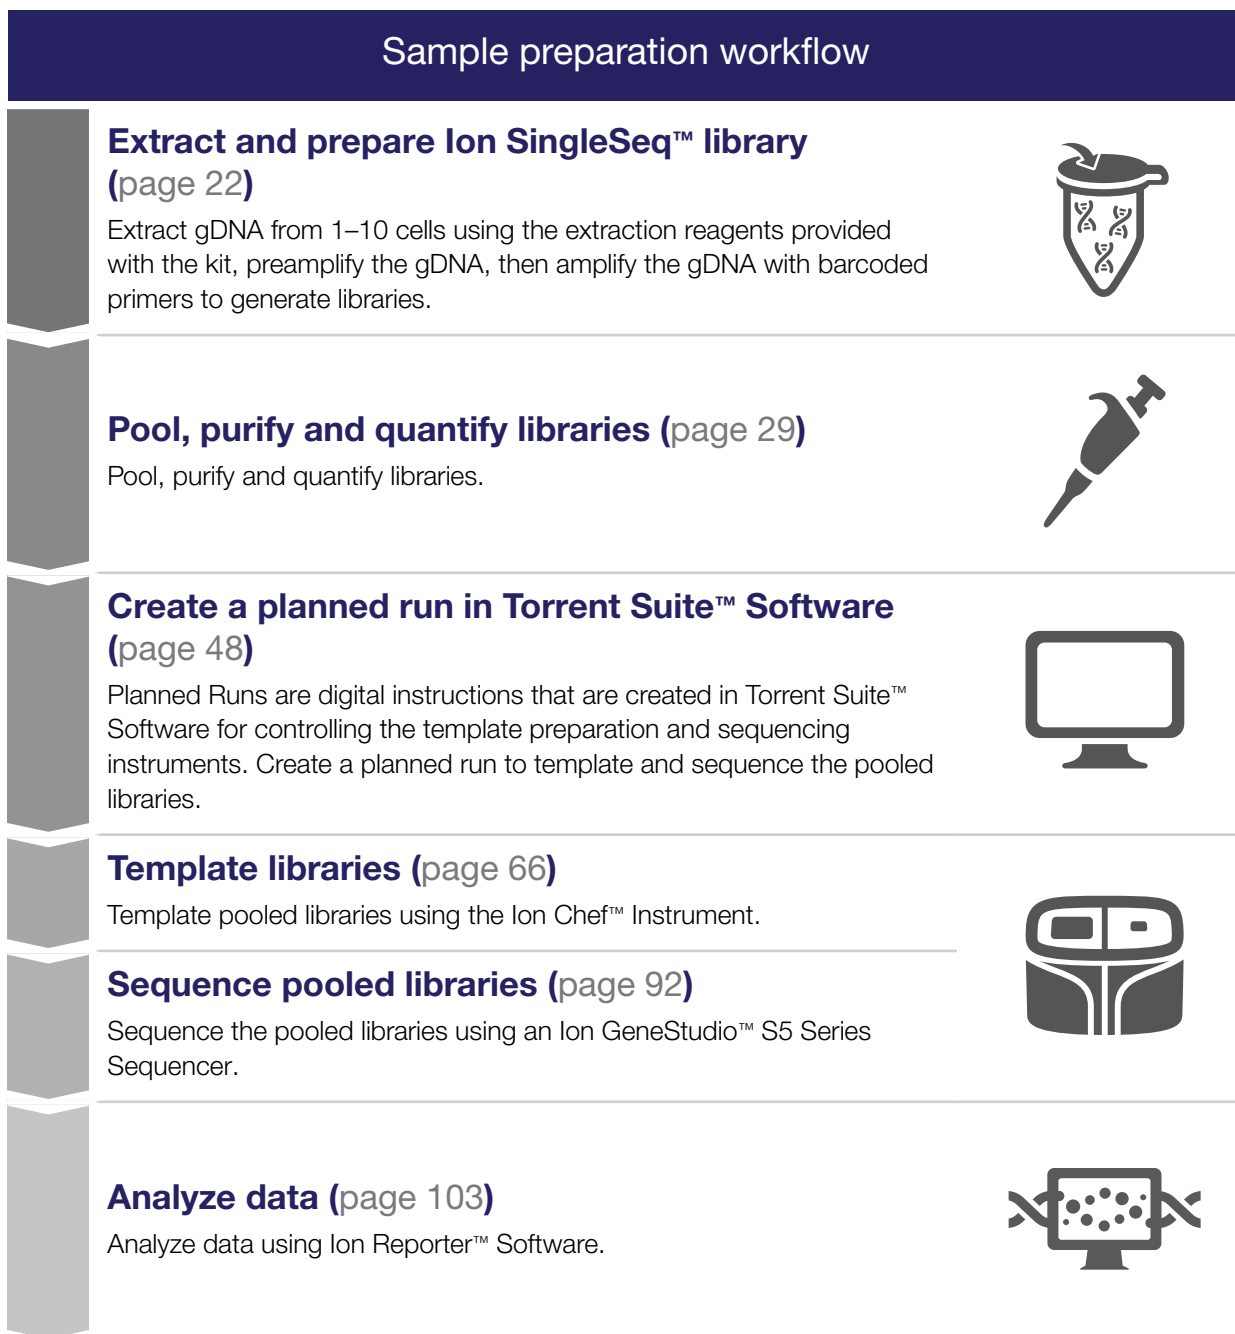 Sample preparation workflow
Extract and prepare Ion SingleSeq™ library
(page 22)
Extract gDNA from 1–10 cells using the extraction reagents provided
with the kit, preamplify the gDNA, then amplify the gDNA with barcoded
primers to generate libraries.
Pool, purify and quantify libraries (page 29)
Pool, purify and quantify libraries.
Create a planned run in Torrent Suite™ Software
(page 48)
Planned Runs are digital instructions that are created in Torrent Suite™
Software for controlling the template preparation and sequencing
instruments. Create a planned run to template and sequence the pooled
libraries.
Template libraries (page 66)
Template pooled libraries using the Ion Chef™ Instrument.
Sequence pooled libraries (page 92)
Sequence the pooled libraries using an Ion GeneStudio™ S5 Series
Sequencer.
Analyze data (page 103)
Analyze data using Ion Reporter™ Software.